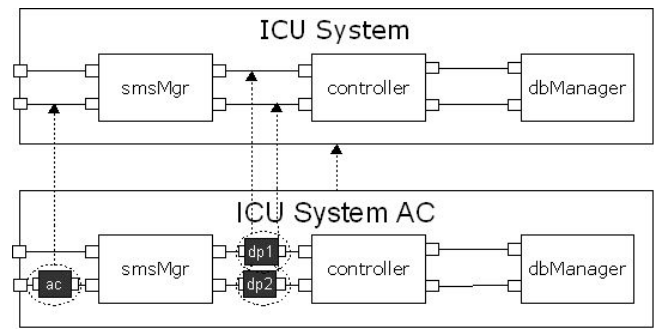 ICU System
smsMgr controller dbManager
ICU System AC
dp1
ac smsMgr controller dbManager
dp2